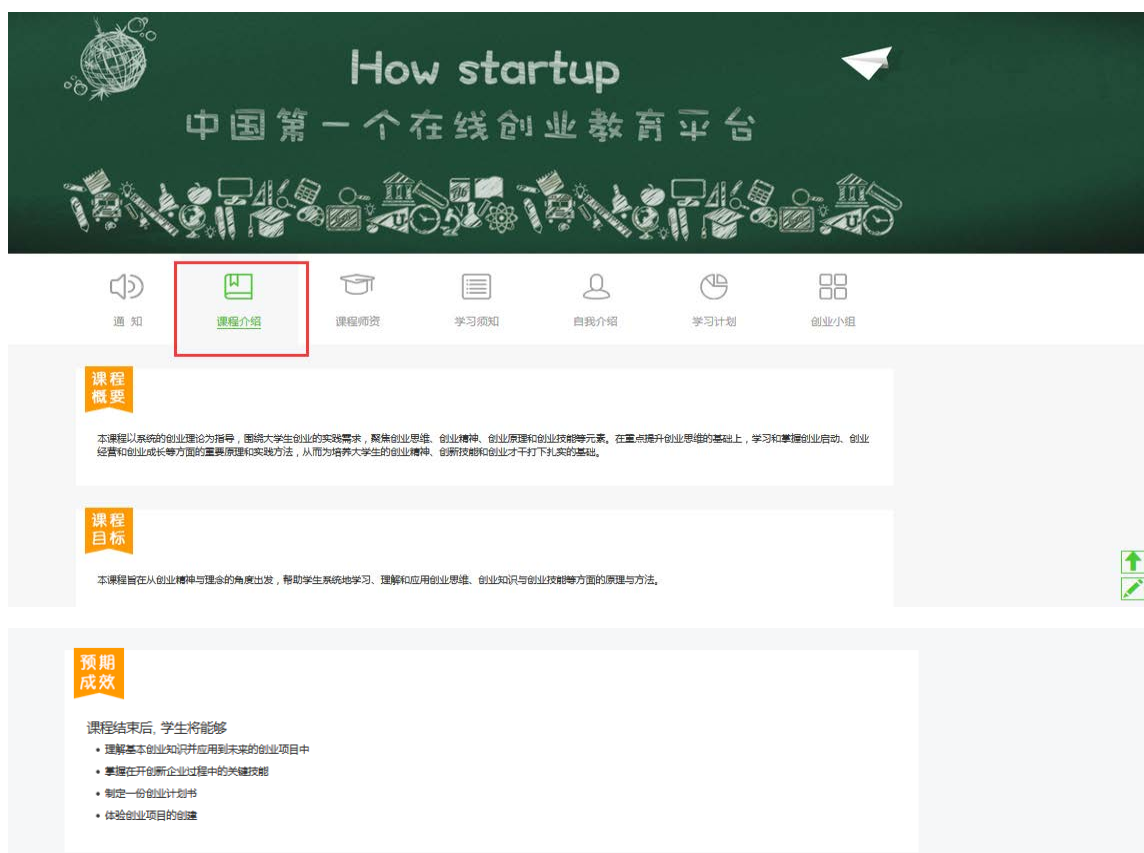 How startup
中国第一个在线创业教育平台
通 知
课程介绍
课程师资
学习须知
自我介绍
学习计划
创业小组
课程
概要
本课程以系统的创业理论为指导，围绕大学生创业的实践需求，聚焦创业思维、创业精神、创业原理和创业技能等元素。在重点提升创业思维的基础上，学习和掌握创业启动、创业
经营和创业成长等方面的重要原理和实践方法，从而为培养大学生的创业精神、创新技能和创业才干打下扎实的基础。
课程
目标
本课程旨在从创业精神与理念的角度出发，帮助学生系统地学习、理解和应用创业思维、创业知识与创业技能等方面的原理与方法。
预期
成效
课程结束后, 学生将能够
• 理解基本创业知识并应用到未来的创业项目中
• 掌握在开创新企业过程中的关键技能
• 制定一份创业计划书
• 体验创业项目的创建